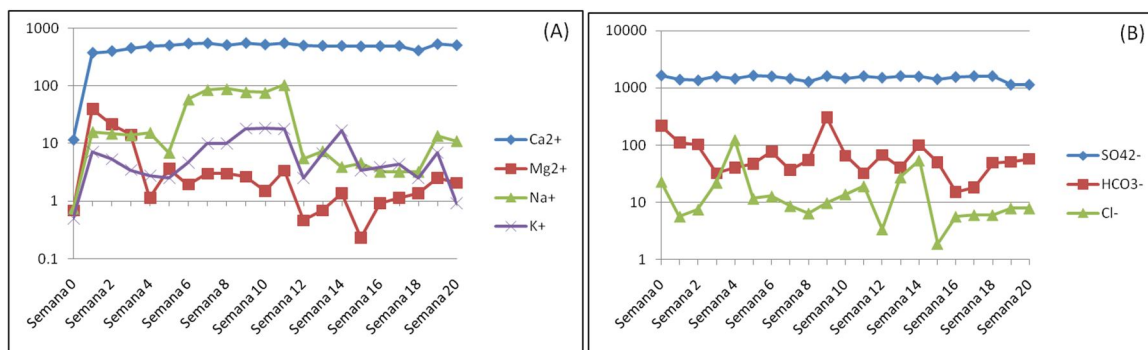 (A)
1000
100
10
1
0.1
Semana 0
Semana 2
Semana 4
Semana 6
Semana 8
Semana 10
Semana 12
Semana 14
Semana 16
Semana 18
Semana 20
Ca2+
Mg2+
Na+
K+
(B)
10000
1000
100
10
1
Semana 0
Semana 2
Semana 4
Semana 6
Semana 8
Semana 10
Semana 12
Semana 14
Semana 16
Semana 18
Semana 20
SO42-
HCO3-
Cl-